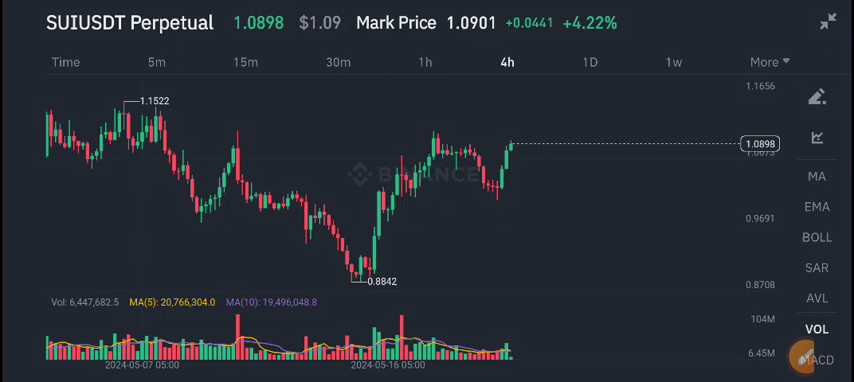 SUIUSDT Perpetual 1.0898 $1.09 Mark Price 1.0901 +0.0441 +4.22%
Time 5m 15m 30m 1h 4h 1D 1w More
1.1656
1.1522
1.0898
MA
BINANCE
EMA
0.9691
BOLL
SAR
0.8842
0.8708
AVL
Vol: 6,447,682.5 MA(5): 20,766,304.0 MA(10): 19,496,048.8
104M
VOL
6.45M
MACD
2024-05-07 05:00 2024-05-16 05:00